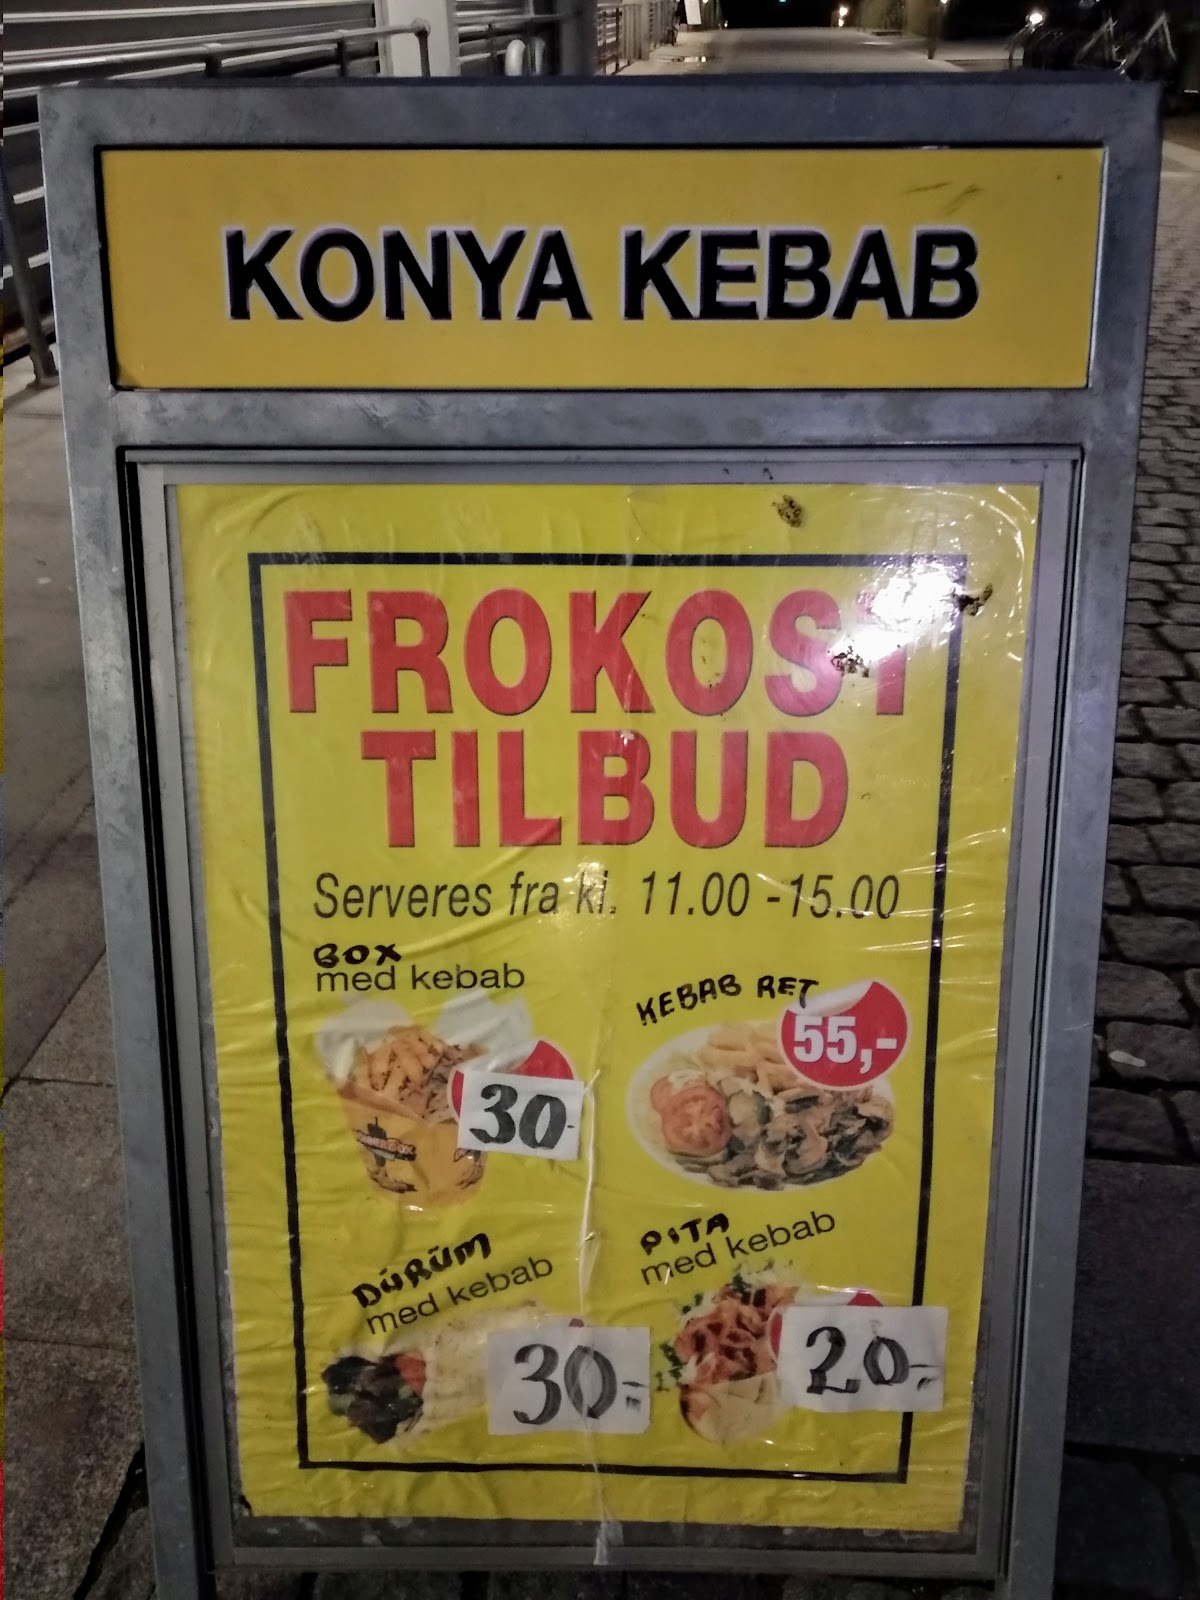 KONYA KEBAB
FROKOST
TILBUD
Serveres fra kl. 11.00 -15.00
BOX
med kebab
30-
KEBAB RET
55,-
DÜRÜM
med kebab
30,-
PITA
med kebab
20,-